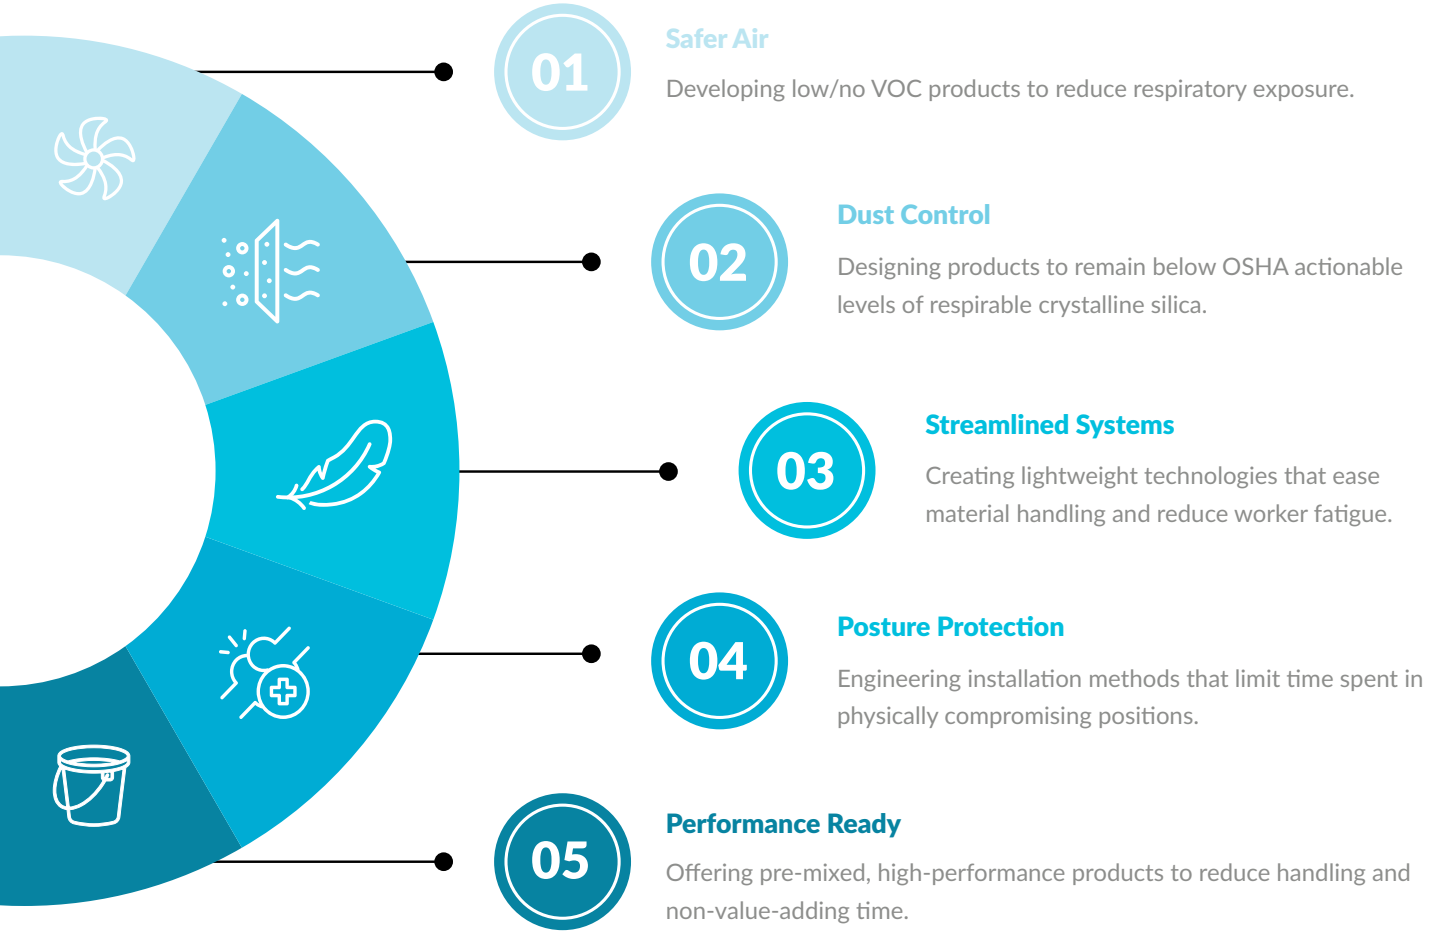 01
Safer Air
Developing low/no VOC products to reduce respiratory exposure.
02
Dust Control
Designing products to remain below OSHA actionable
levels of respirable crystalline silica.
03
Streamlined Systems
Creating lightweight technologies that ease
material handling and reduce worker fatigue.
04
Posture Protection
Engineering installation methods that limit time spent in
physically compromising positions.
05
Performance Ready
Offering pre-mixed, high-performance products to reduce handling and
non-value-adding time.